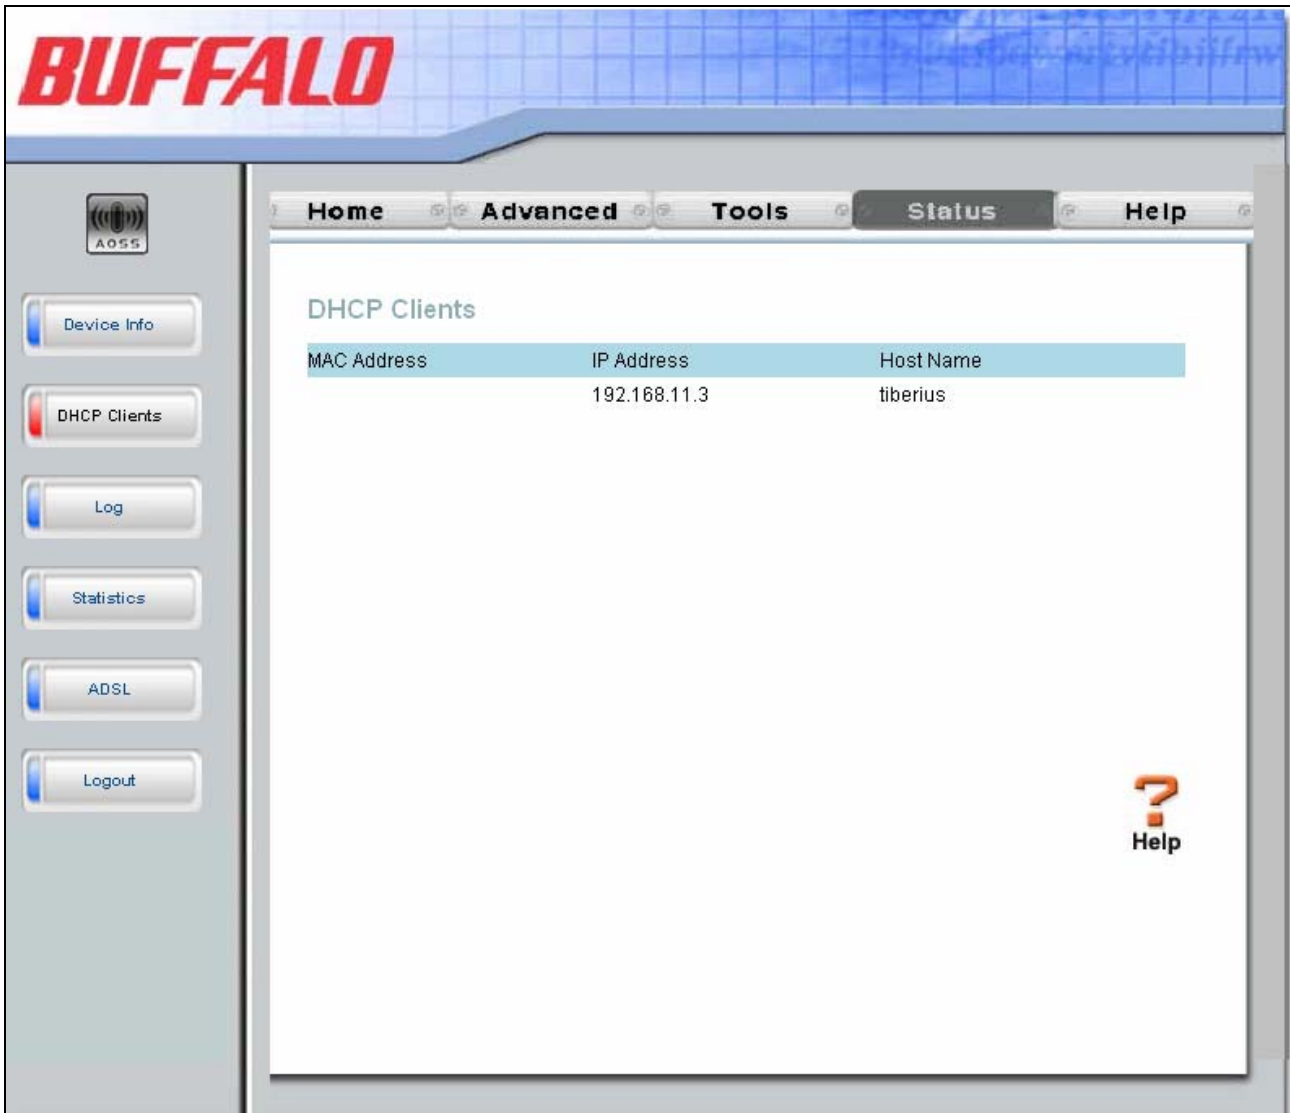 BUFFALO
AOSS
Home Advanced Tools Status Help
Device Info
DHCP Clients
Log
Statistics
ADSL
Logout
DHCP Clients
MAC Address IP Address Host Name
192.168.11.3 tiberius
Help